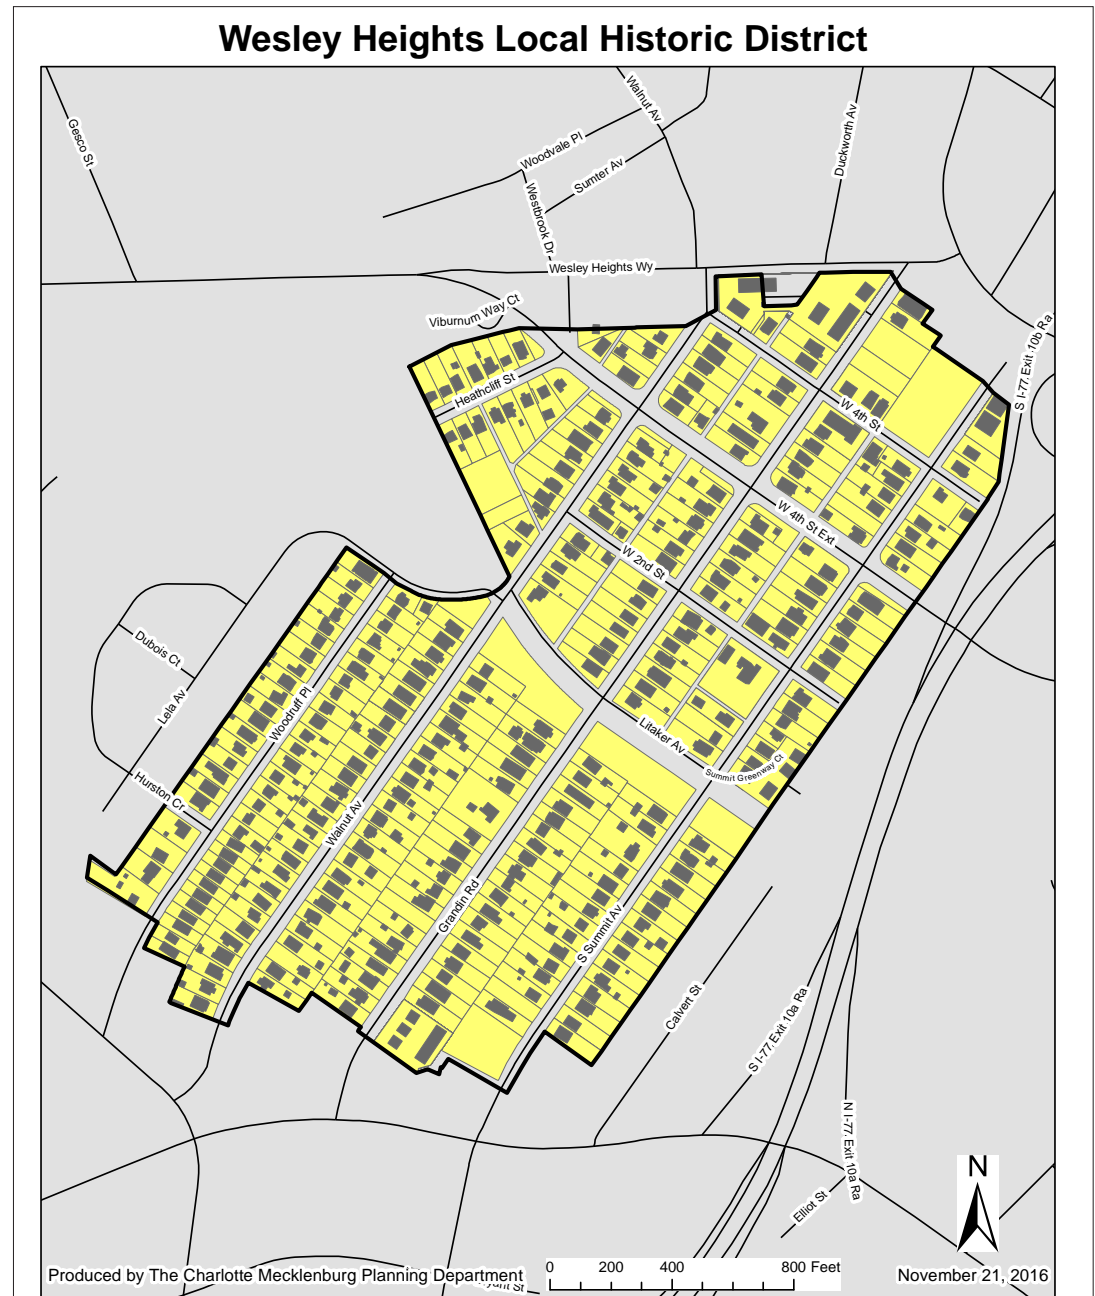 Wesley Heights Local Historic District
Gesco St
Walnut Av
Woodvale Pl
Duckworth Av
Sumter Av
Westbrook Dr
Wesley Heights Wy
Viburnum Way Ct
S I-77 Exit 10b Ra
Heathcliff St
W 4th St
W 4th St Ext
W 2nd St
Dubois Ct
Lela Av
Woodruff Pl
Litaker Av
Summit Greenway Ct
Hurston Cr
Walnut Av
Grandin Rd
S Summit Av
Calvert St
S I-77 Exit 10a Ra
N I-77 Exit 10a Ra
Elliot St
N
St
0 200 400 800 Feet
Produced by The Charlotte Mecklenburg Planning Department
November 21, 2016